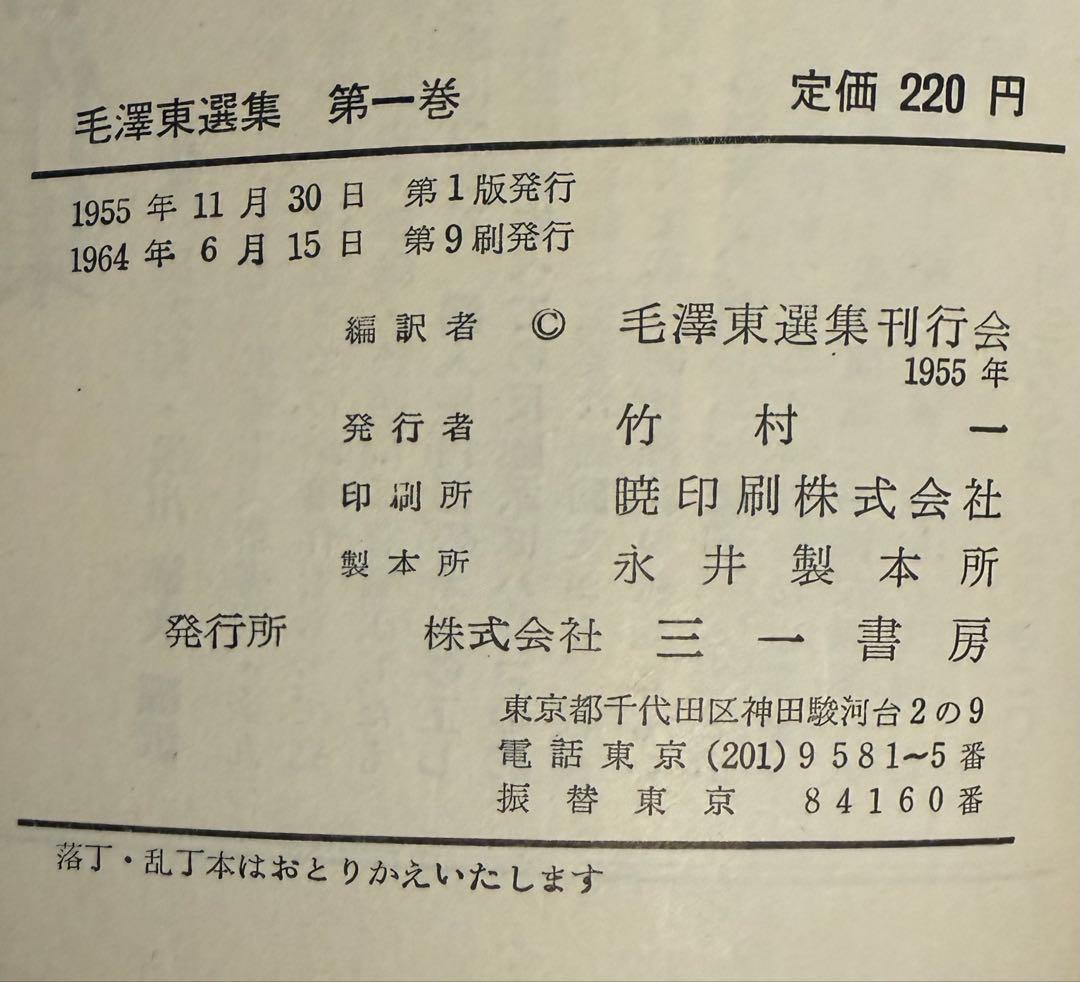 毛澤東選集　第一巻　定価 220 円
1955 年 11 月 30 日　第1版発行
1964 年 6 月 15 日　第9刷発行
編訳者　©　毛澤東選集刊行会
1955 年
発行者　竹村一
印刷所　暁印刷株式会社
製本所　永井製本所
発行所　株式会社 三一書房
東京都千代田区神田駿河台2の9
電話東京 (201) 9581~5番
振替東京　84160番
落丁・乱丁本はおとりかえいたします